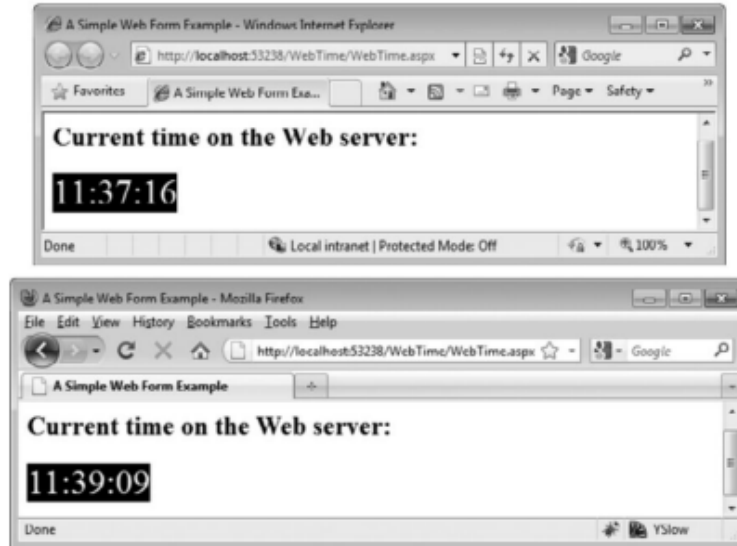 A Simple Web Form Example - Windows Internet Explorer
http://localhost:53238/WebTime/WebTime.aspx Google
Favorites A Simple Web Form Exa... Page Safety
Current time on the Web server:
11:37:16
Done Local intranet | Protected Mode: Off 100%
A Simple Web Form Example - Mozilla Firefox
File Edit View History Bookmarks Tools Help
http://localhost:53238/WebTime/WebTime.aspx Google
A Simple Web Form Example
Current time on the Web server:
11:39:09
Done YSlow